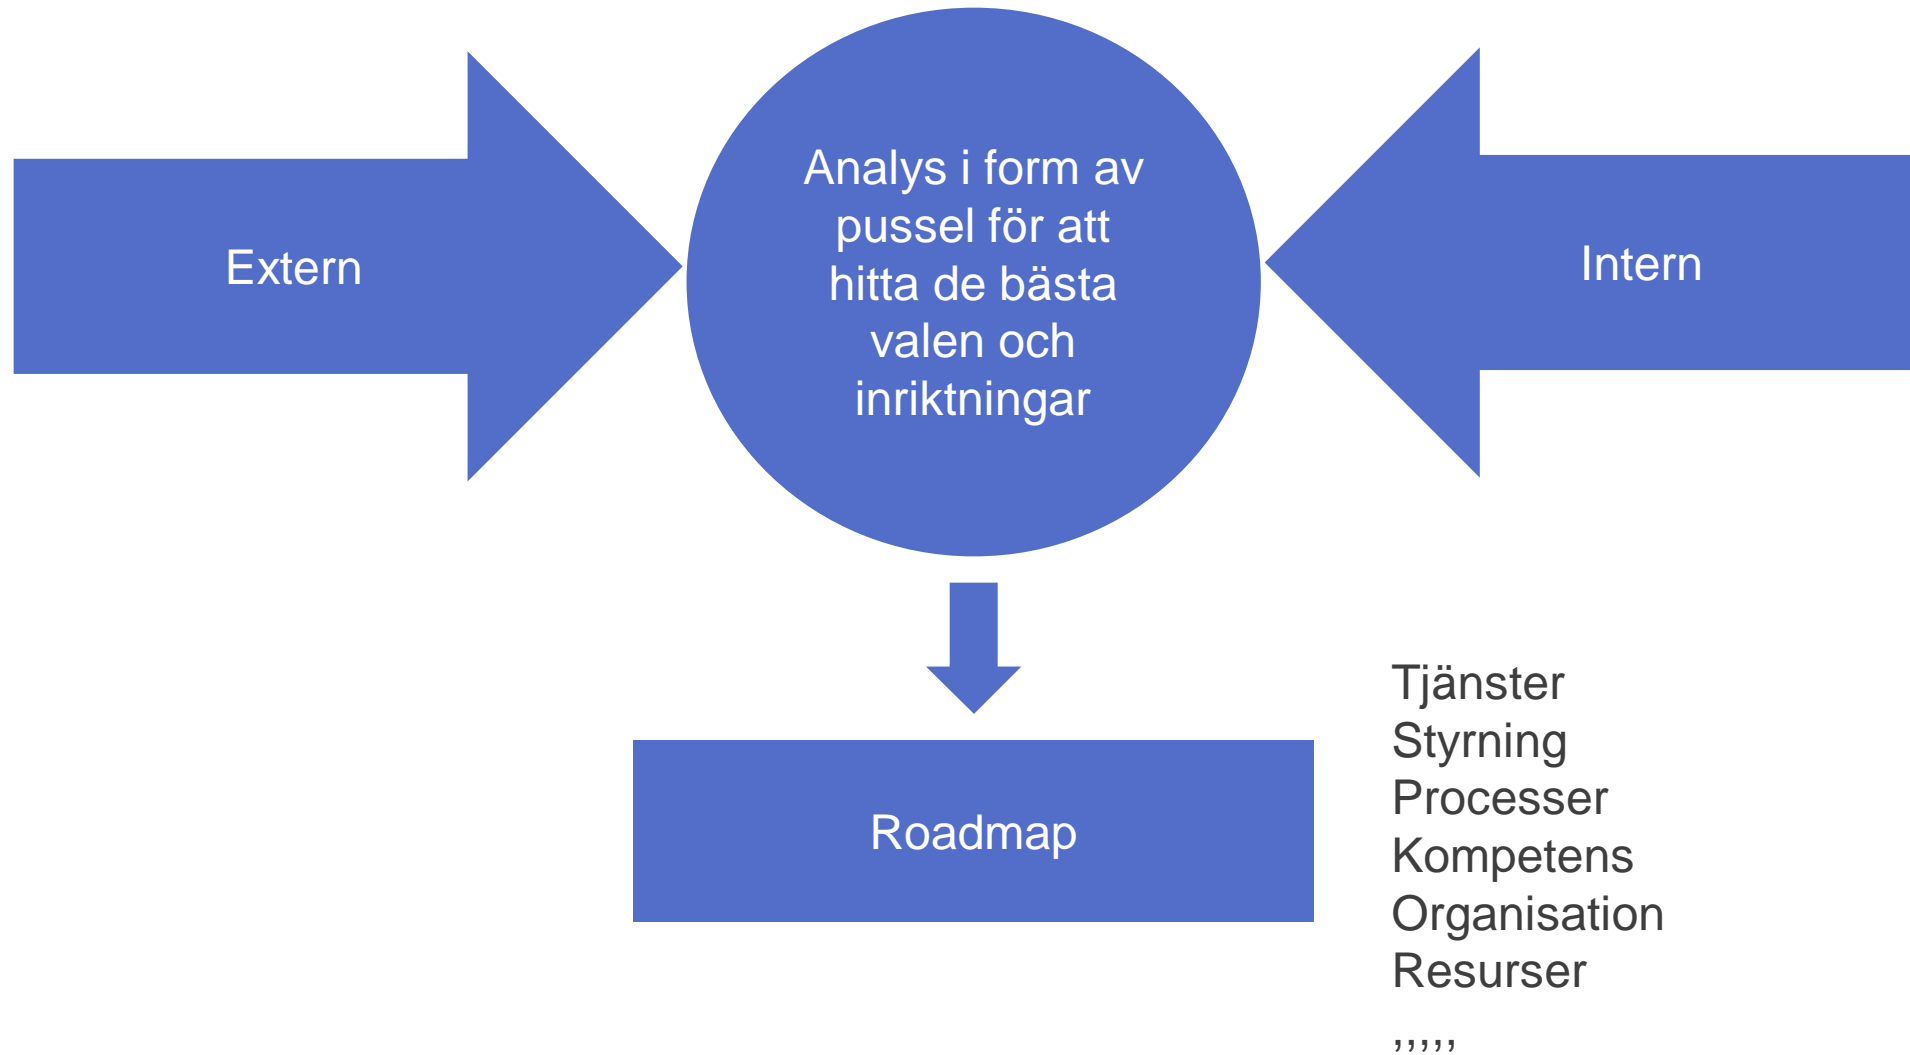 Extern
Analys i form av
pussel för att
hitta de bästa
valen och
inriktningar
Intern
Roadmap
Tjänster
Styrning
Processer
Kompetens
Organisation
Resurser
,,,,,